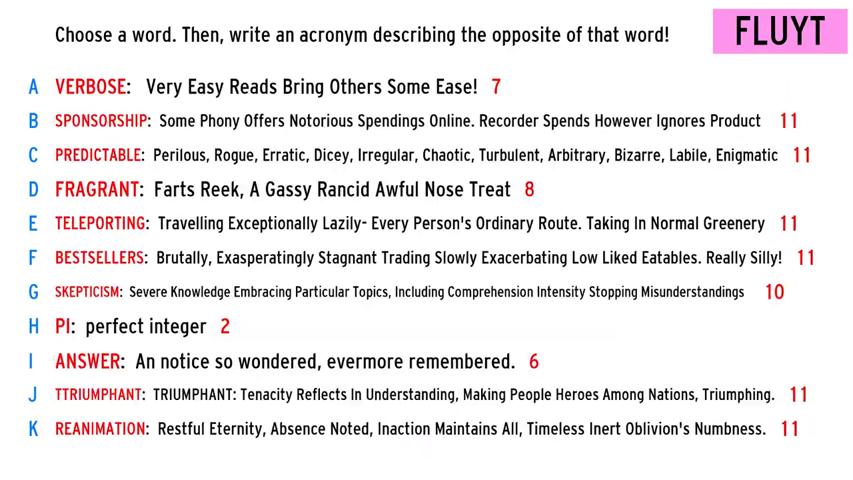 Choose a word. Then, write an acronym describing the opposite of that word!
FLUYT
A VERBOSE: Very Easy Reads Bring Others Some Ease! 7
B SPONSORSHIP: Some Phony Offers Notorious Spendings Online. Recorder Spends However Ignores Product 11
C PREDICTABLE: Perilous, Rogue, Erratic, Dicey, Irregular, Chaotic, Turbulent, Arbitrary, Bizarre, Labile, Enigmatic 11
D FRAGRANT: Farts Reek, A Gassy Rancid Awful Nose Treat 8
E TELEPORTING: Travelling Exceptionally Lazily- Every Person's Ordinary Route. Taking In Normal Greenery 11
F BESTSELLERS: Brutally, Exasperatingly Stagnant Trading Slowly Exacerbating Low Liked Eatables. Really Silly! 11
G SKEPTICISM: Severe Knowledge Embracing Particular Topics, Including Comprehension Intensity Stopping Misunderstandings 10
H PI: perfect integer 2
I ANSWER: An notice so wondered, evermore remembered. 6
J TTRIUMPHANT: TRIUMPHANT: Tenacity Reflects In Understanding, Making People Heroes Among Nations, Triumphing. 11
K REANIMATION: Restful Eternity, Absence Noted, Inaction Maintains All, Timeless Inert Oblivion's Numbness. 11